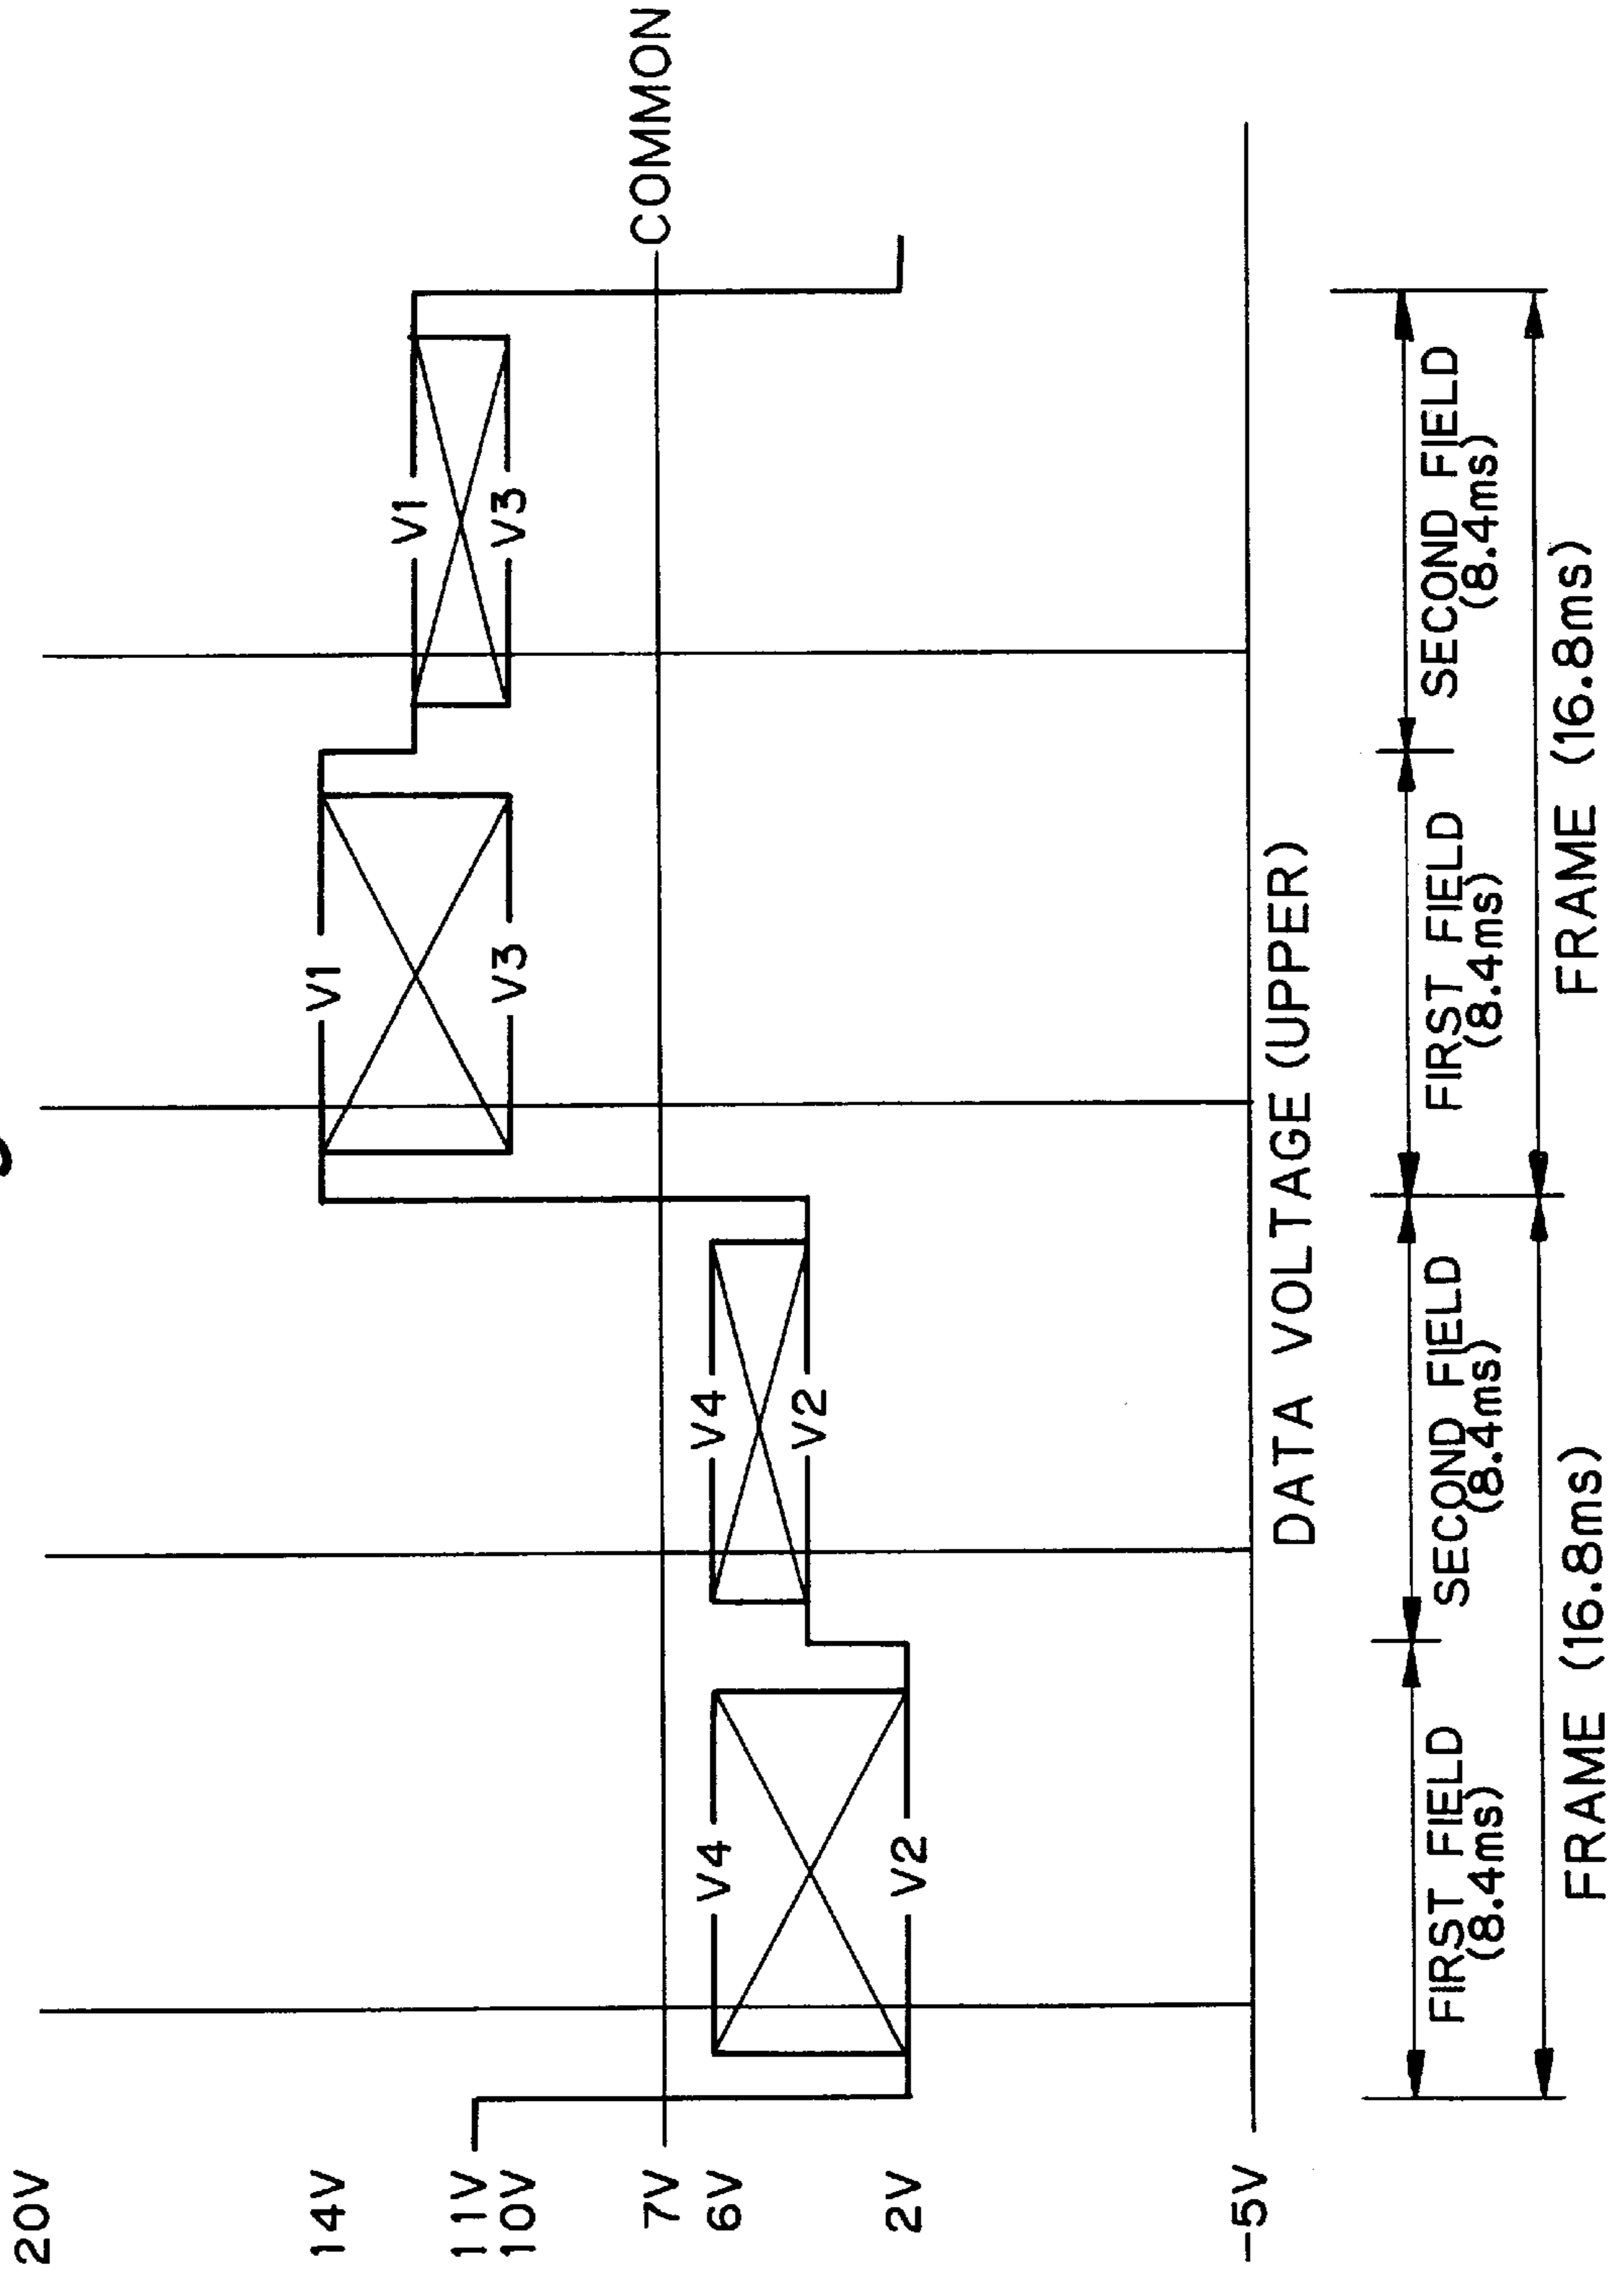 20V
14V
11V
10V
7V
6V
2V
-5V
COMMON
V4
V2
V4
V2
V1
V3
V1
V3
DATA VOLTAGE (UPPER)
FIRST FIELD
(8.4ms)
SECOND FIELD
(8.4ms)
FIRST FIELD
(8.4ms)
SECOND FIELD
(8.4ms)
FRAME (16.8ms)
FRAME (16.8ms)